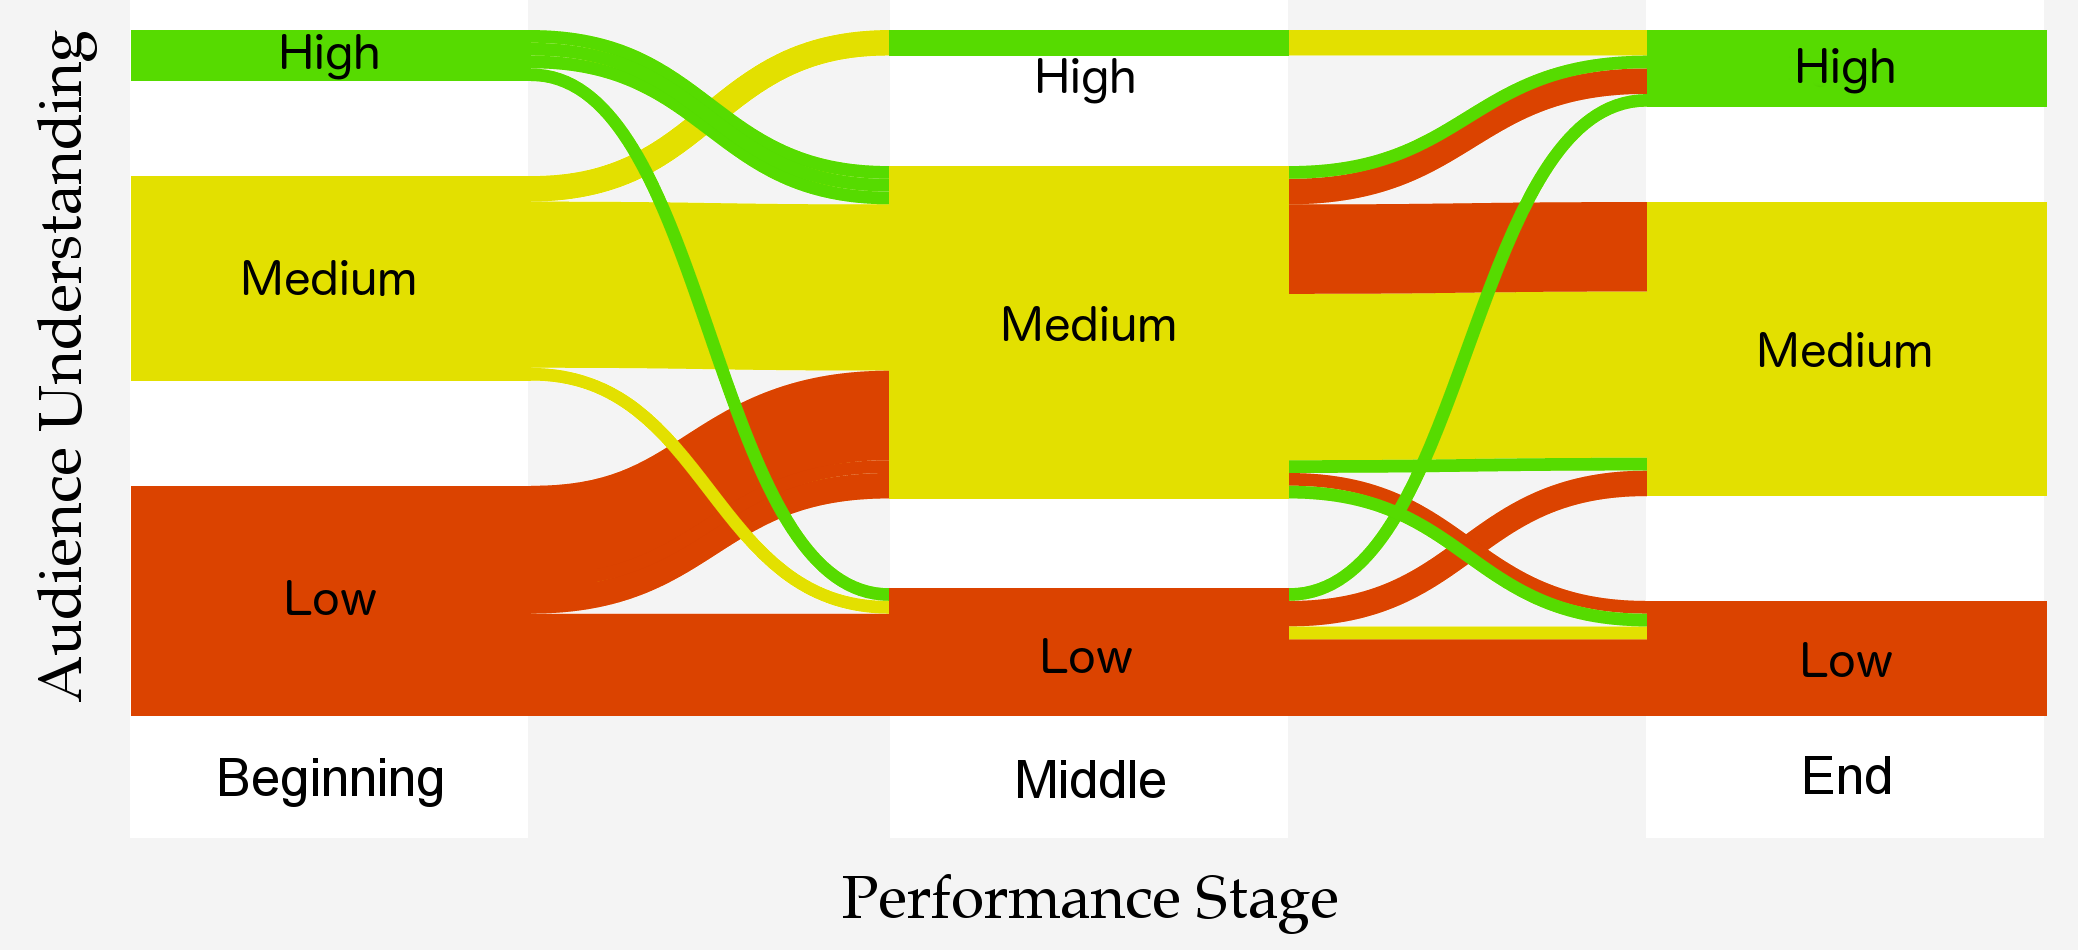 Audience Understanding
High
Medium
Low
Beginning
High
Medium
Low
Middle
High
Medium
Low
End
Performance Stage